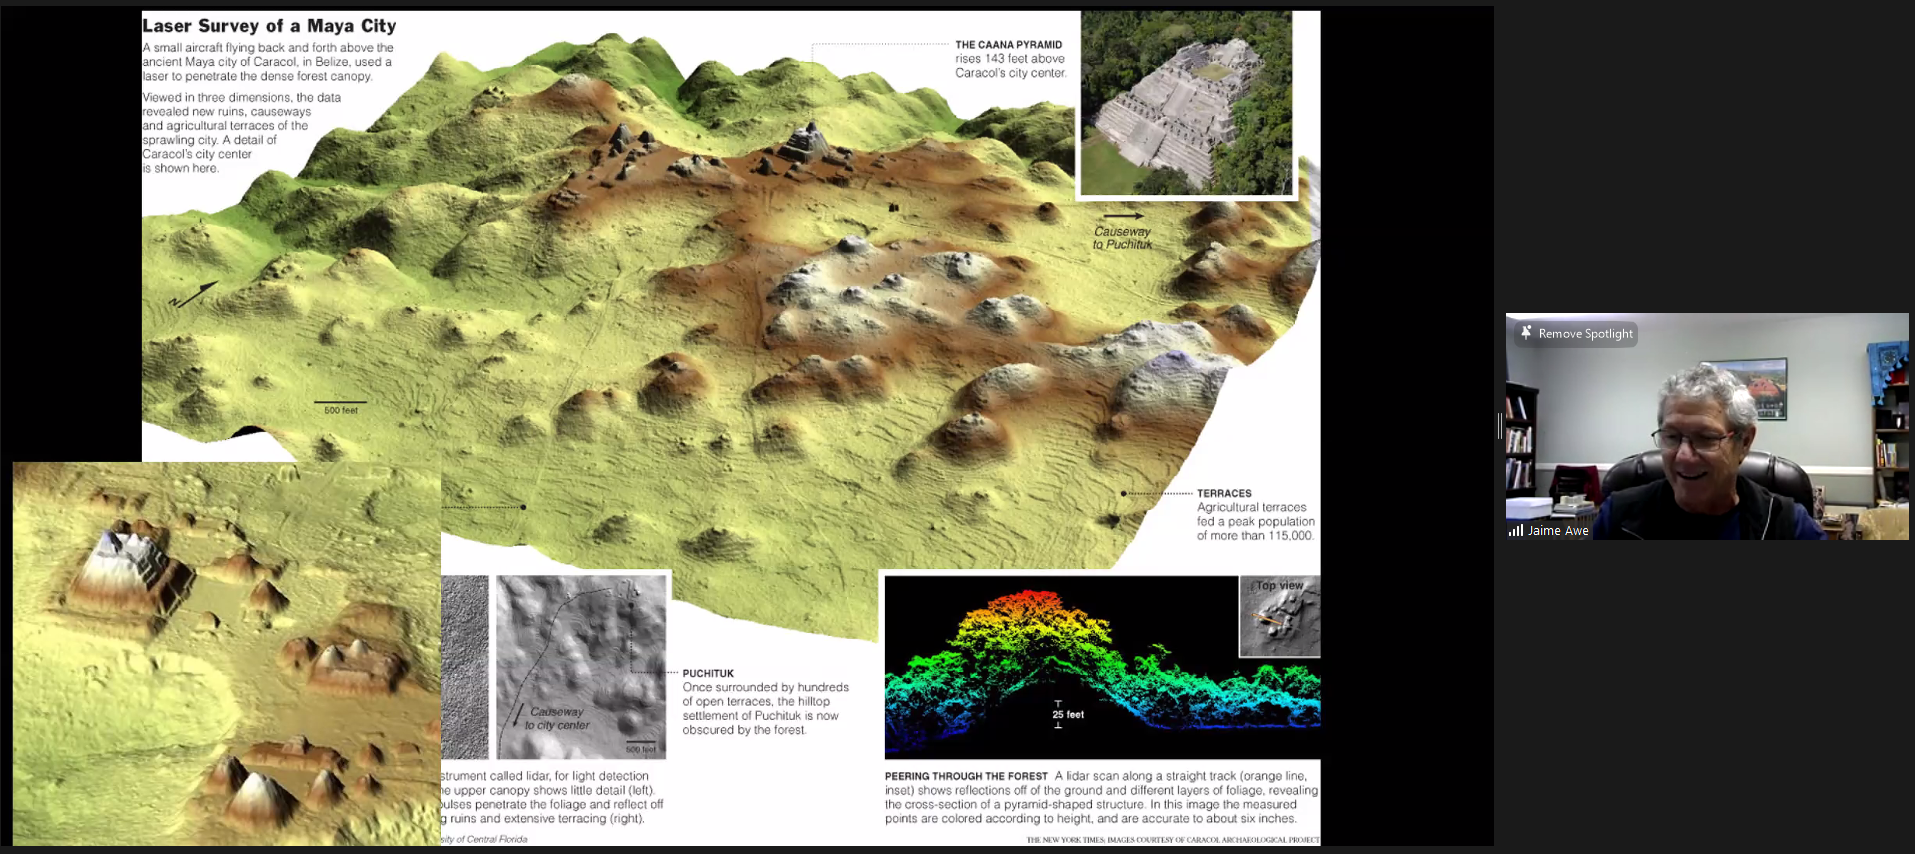 Laser Survey of a Maya City
A small aircraft flying back and forth above the
ancient Maya city of Caracol, in Belize, used a
laser to penetrate the dense forest canopy.
Viewed in three dimensions, the data
revealed new ruins, causeways
and agricultural terraces of the
sprawling city. A detail of
Caracol's city center
is shown here.
THE CAANA PYRAMID
rises 143 feet above
Caracol's city center.
Causeway
to Puchituk
N
500 feet
TERRACES
Agricultural terraces
fed a peak population
of more than 115,000.
Causeway
to city center
500 feet
PUCHITUK
Once surrounded by hundreds
of open terraces, the hilltop
settlement of Puchituk is now
obscured by the forest.
Top view
25 feet
strument called lidar, for light detection
he upper canopy shows little detail (left).
ulses penetrate the foliage and reflect off
g ruins and extensive terracing (right).
sity of Central Florida
PEERING THROUGH THE FOREST A lidar scan along a straight track (orange line,
inset) shows reflections off of the ground and different layers of foliage, revealing
the cross-section of a pyramid-shaped structure. In this image the measured
points are colored according to height, and are accurate to about six inches.
THE NEW YORK TIMES; IMAGES COURTESY OF CARACOL ARCHAEOLOGICAL PROJECT
Remove Spotlight
Jaime Awe